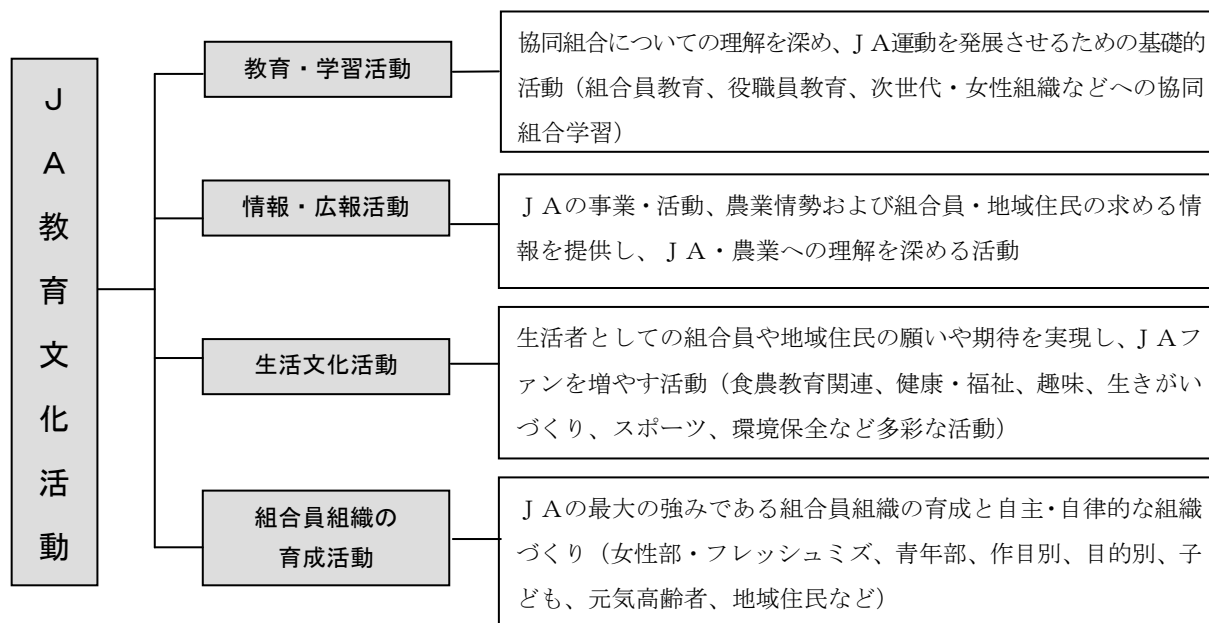 ＪＡ教育文化活動
教育・学習活動
協同組合についての理解を深め、ＪＡ運動を発展させるための基礎的
活動（組合員教育、役職員教育、次世代・女性組織などへの協同
組合学習）
情報・広報活動
ＪＡの事業・活動、農業情勢および組合員・地域住民の求める情
報を提供し、ＪＡ・農業への理解を深める活動
生活文化活動
生活者としての組合員や地域住民の願いや期待を実現し、ＪＡフ
ァンを増やす活動（食農教育関連、健康・福祉、趣味、生きがい
づくり、スポーツ、環境保全など多彩な活動）
組合員組織の
育成活動
ＪＡの最大の強みである組合員組織の育成と自主・自律的な組織
づくり（女性部・フレッシュミズ、青年部、作目別、目的別、子
ども、元気高齢者、地域住民など）